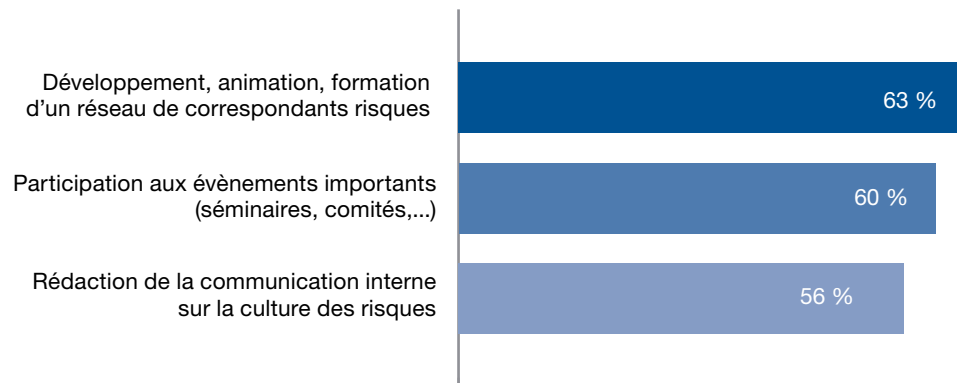 Développement, animation, formation
d'un réseau de correspondants risques
63 %
Participation aux évènements importants
(séminaires, comités,...)
60 %
Rédaction de la communication interne
sur la culture des risques
56 %